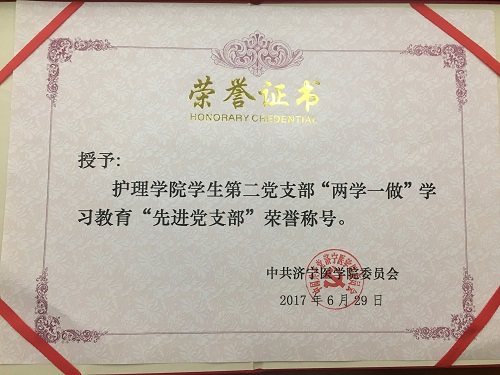 荣誉证书
HONORARY CREDENTIAL
授予:
护理学院学生第二党支部“两学一做”学
习教育“先进党支部”荣誉称号。
中共济宁医学院委员会
2017年6月29日